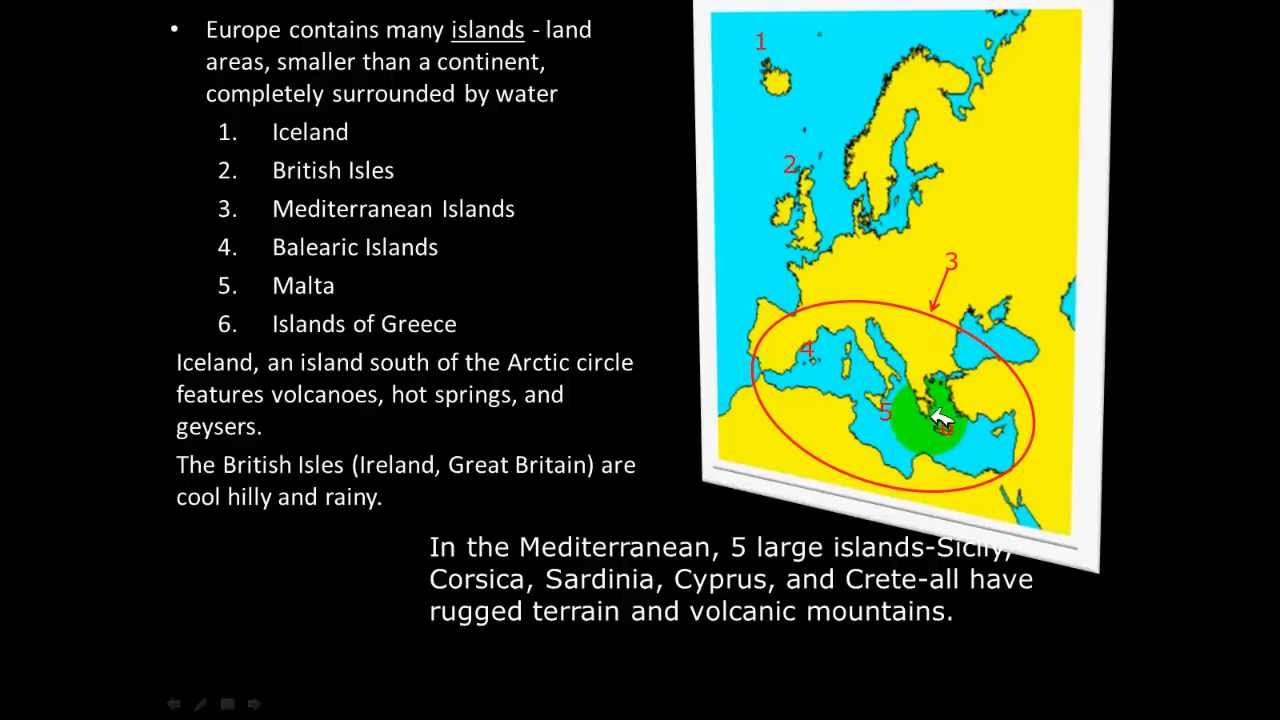 • Europe contains many islands - land
areas, smaller than a continent,
completely surrounded by water
1. Iceland
2. British Isles
3. Mediterranean Islands
4. Balearic Islands
5. Malta
6. Islands of Greece
Iceland, an island south of the Arctic circle
features volcanoes, hot springs, and
geysers.
The British Isles (Ireland, Great Britain) are
cool hilly and rainy.
1
2
3
4
5
6
In the Mediterranean, 5 large islands-Sicily,
Corsica, Sardinia, Cyprus, and Crete-all have
rugged terrain and volcanic mountains.